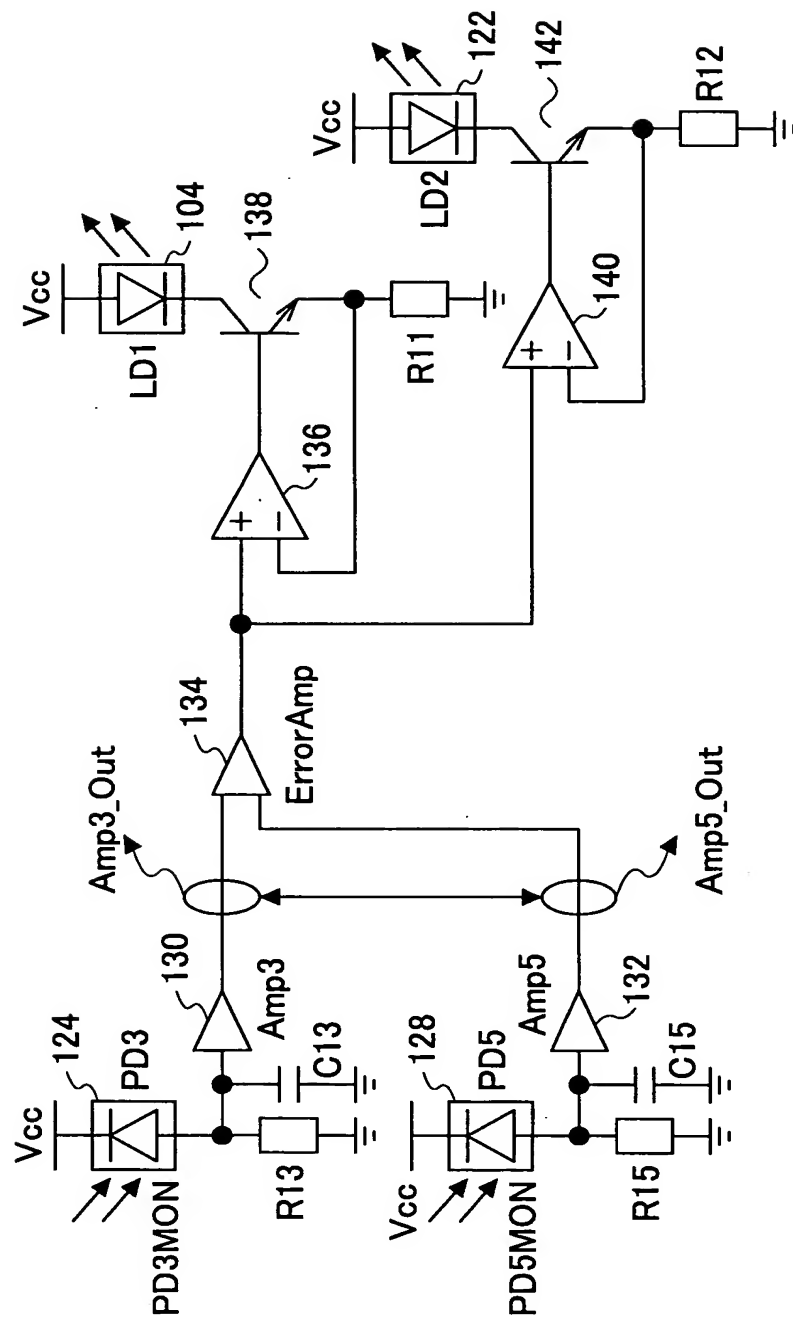 Vcc
LD1
104
138
R11
Vcc
LD2
122
142
R12
+
−
136
+
−
140
134
ErrorAmp
Amp3_Out
Amp5_Out
Vcc
124
PD3
PD3MON
R13
C13
130
Amp3
Vcc
128
PD5
PD5MON
R15
C15
Amp5
132